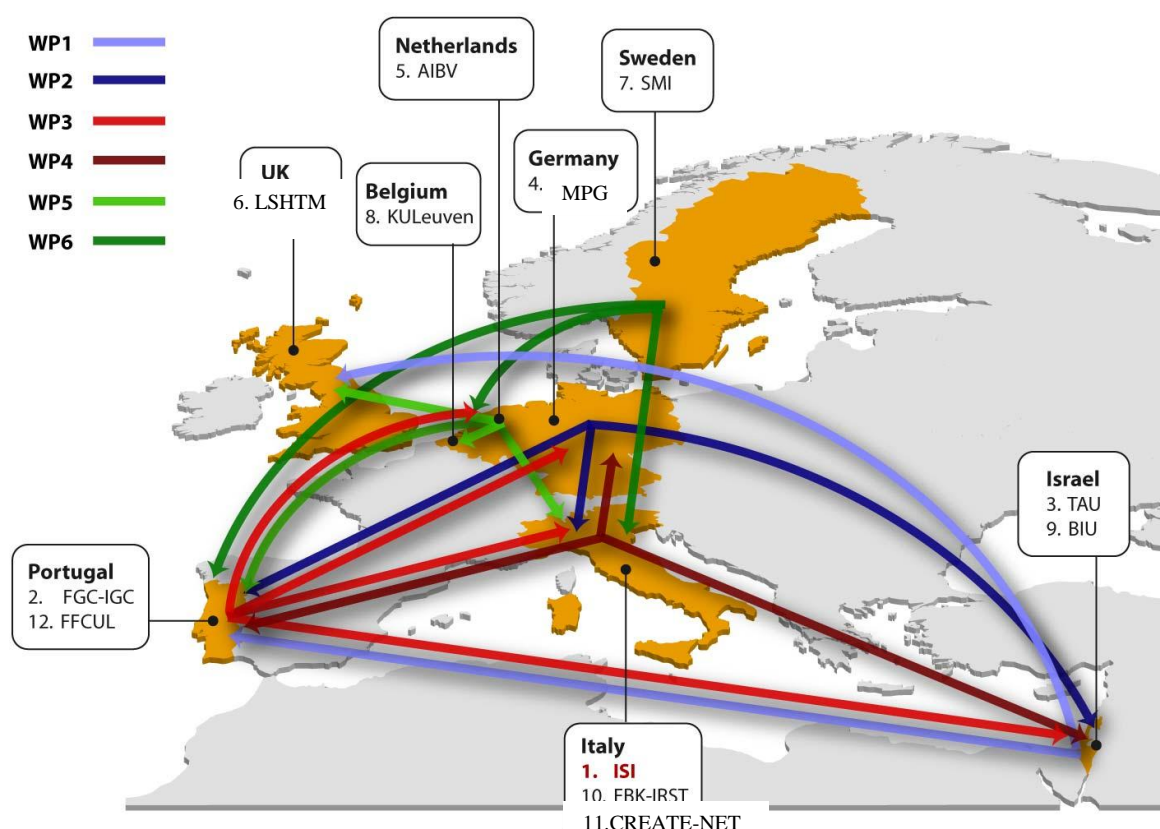 WP1
WP2
WP3
WP4
WP5
WP6
Netherlands
5. AIBV
Sweden
7. SMI
UK
6. LSHTM
Belgium
8. KULeuven
Germany
4. MPG
Israel
3. TAU
9. BIU
Portugal
2. FGC-IGC
12. FFCUL
Italy
1. ISI
10. FBK-IRST
11.CREATE-NET